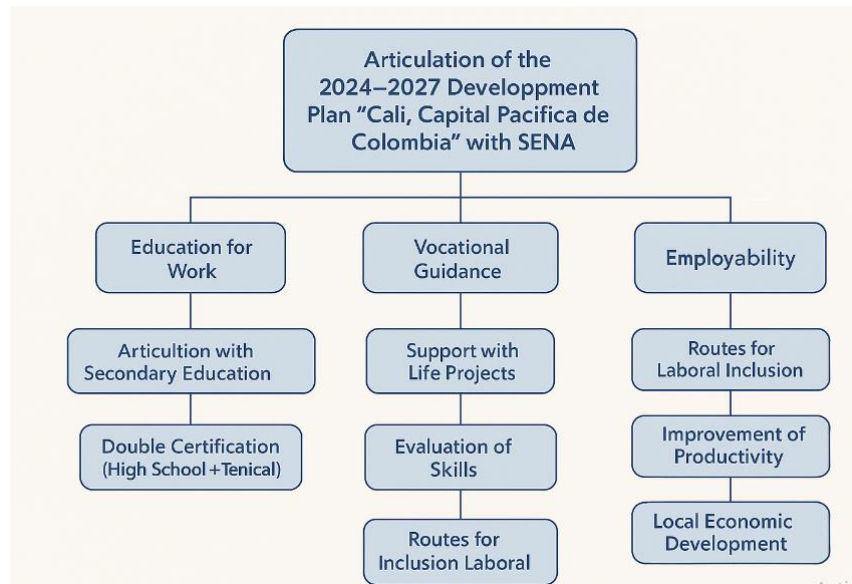 Articulation of the
2024–2027 Developpment
Plan "Cali, Capital Pacifica de
Colombia" with SENA
Education for
Work
Articultion with
Secondary Education
Double Certification
(High School + Tenical)
Vocational
Guidance
Support with
Life Projects
Evaluation of
Skills
Routes for
Inclusion Laboral
Employability
Routes for
Laboral Inclusion
Improvement of
Productivity
Local Economic
Development